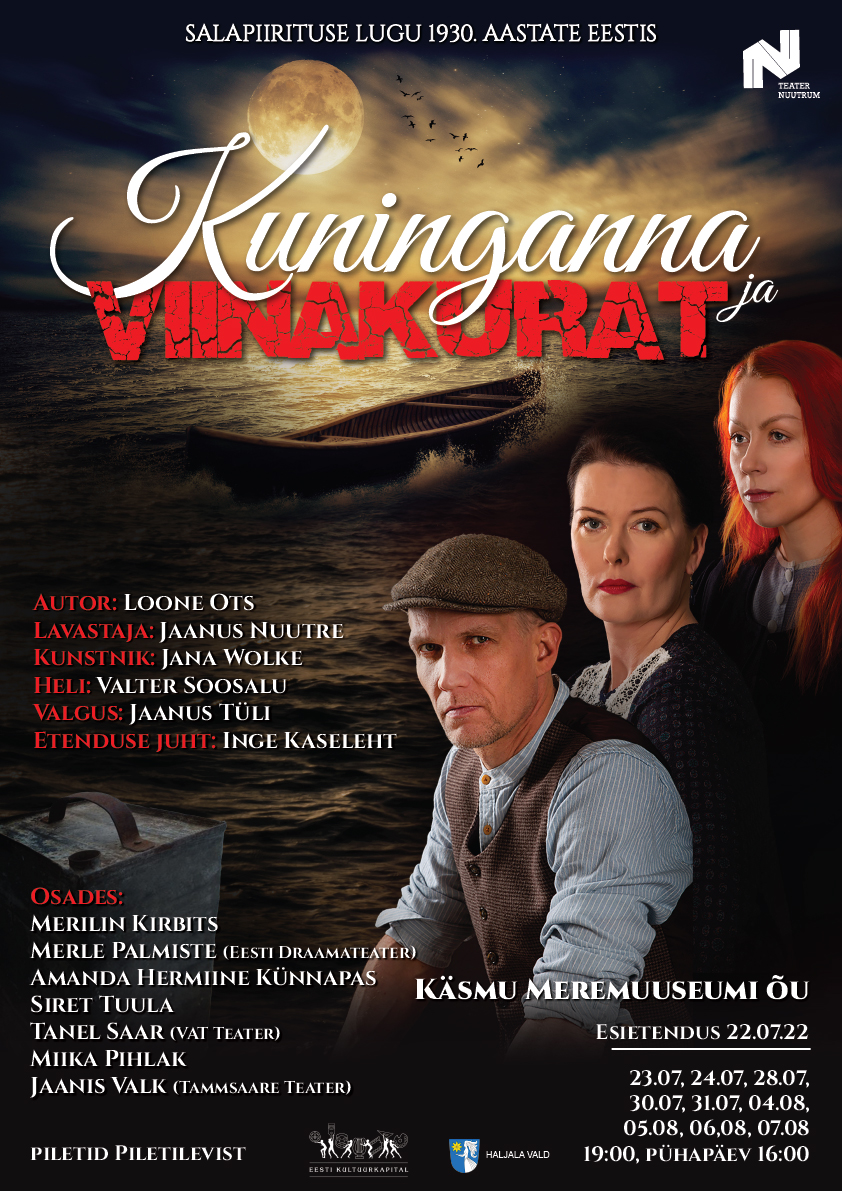 SALAPIIRITUSE LUGU 1930. AASTATE EESTIS
TEATER
NUUTRUM
Kuninganna
ja
VIINAKURAT
AUTOR: LOONE OTS
LAVASTAJA: JAANUS NUUTRE
KUNSTNIK: JANA WOLKE
HELI: VALTER SOOSALU
VALGUS: JAANUS TÜLI
ETENDUSE JUHT: INGE KASELEHT
OSADES:
MERILIN KIRBITS
MERLE PALMISTE (EESTI DRAAMATEATER)
AMANDA HERMIINE KÜNNAPAS
SIRET TUULA
TANEL SAAR (VAT TEATER)
MIIKA PIHLAK
JAANIS VALK (TAMMSAARE TEATER)
KÄSMU MEREMUUSEUMI ÕU
ESIETENDUS 22.07.22
23.07, 24.07, 28.07,
30.07, 31.07, 04.08,
05.08, 06,08, 07.08
19:00, PÜHAPÄEV 16:00
PILETID PILETILEVIST
EESTI KULTUURKAPITAL
HALJALA VALD